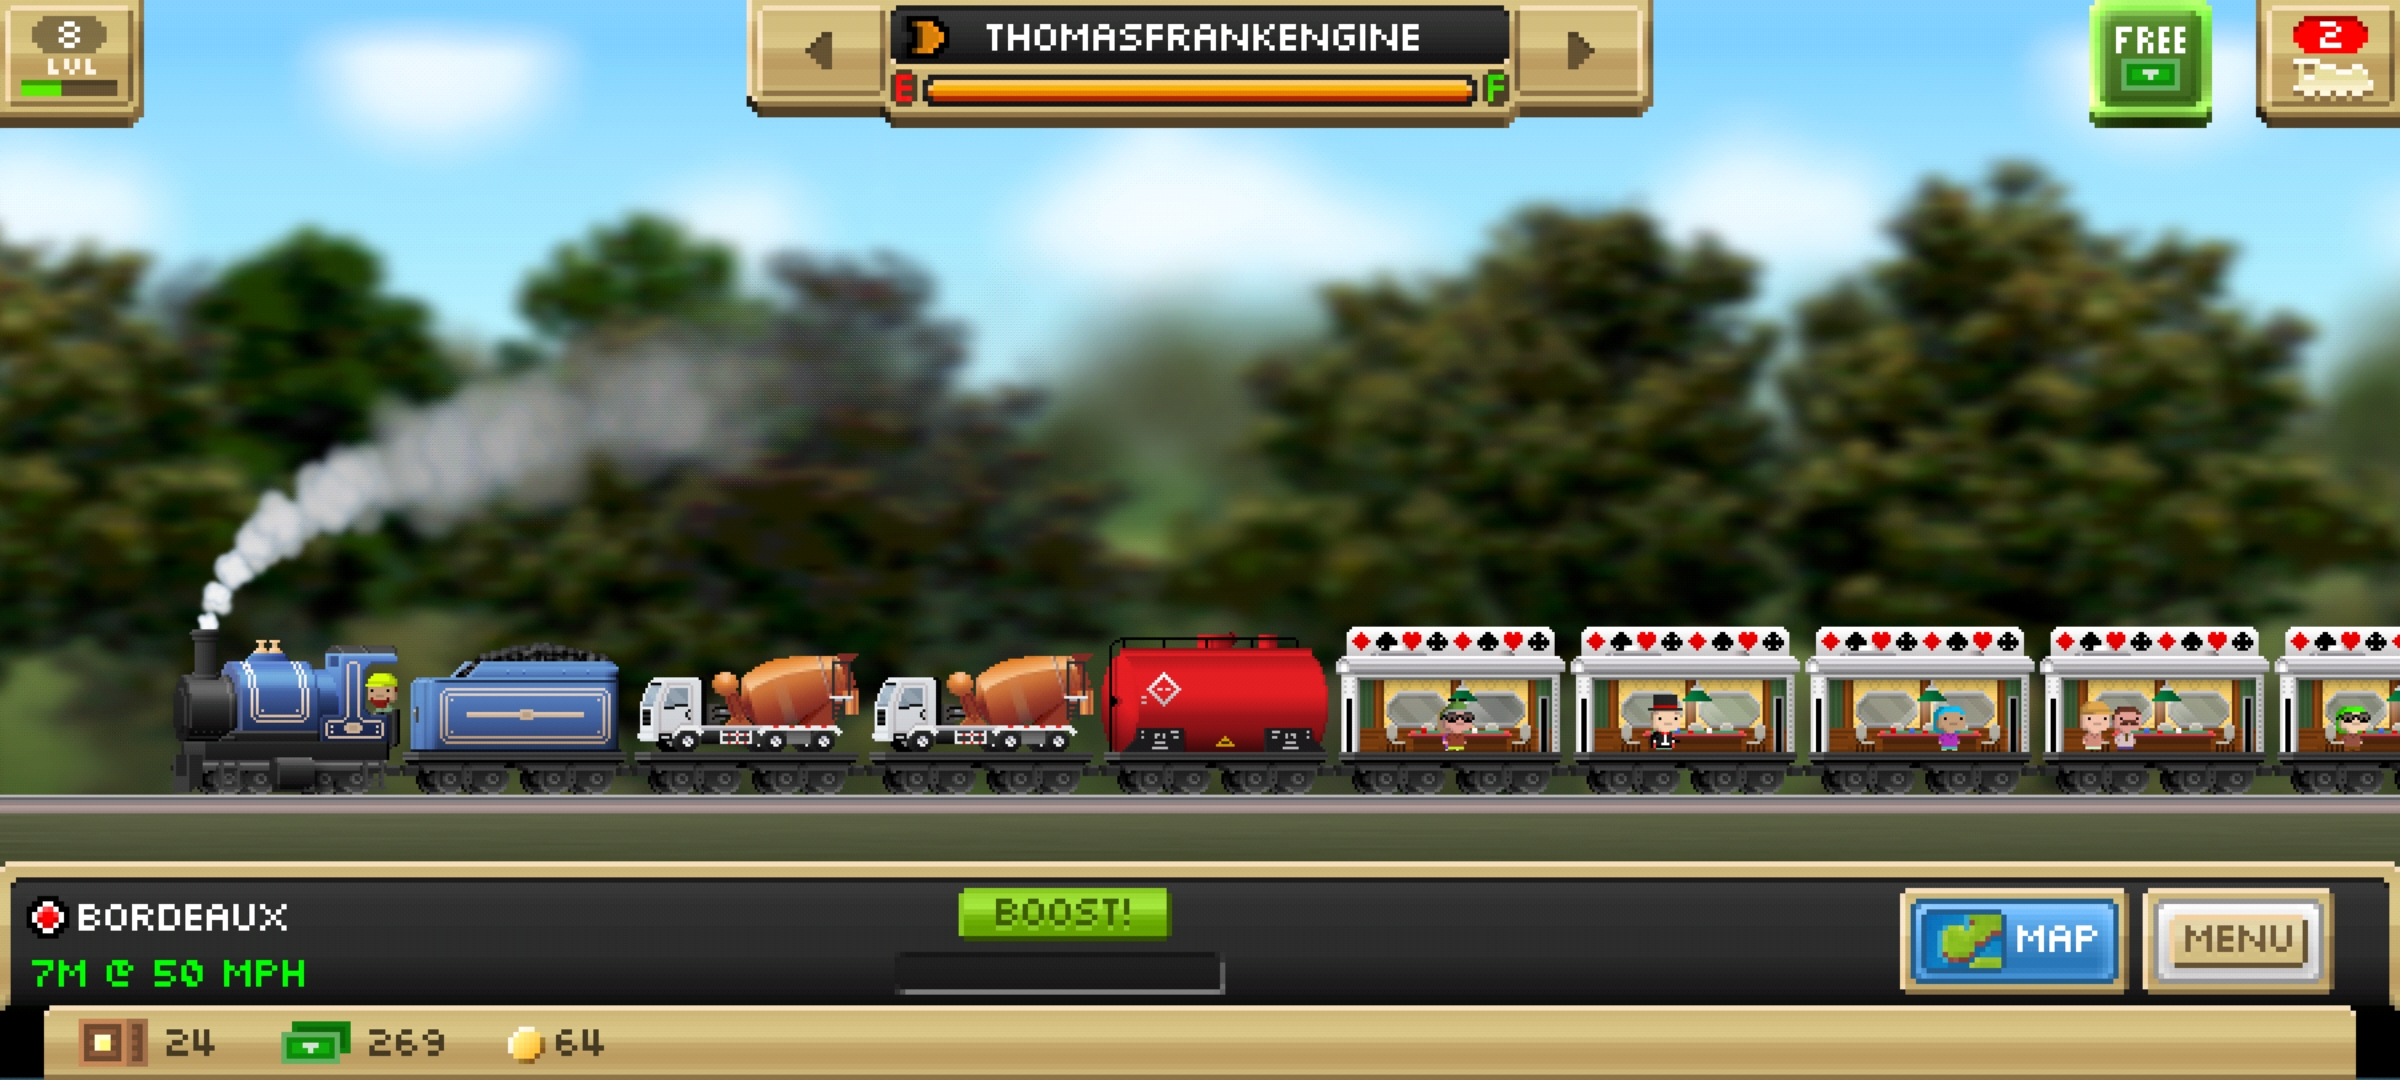 8
LVL
THOMASFRANKENGINE
E F
FREE
2
BORDEAUX
7M @ 50 MPH
BOOST!
MAP
MENU
24
269
64